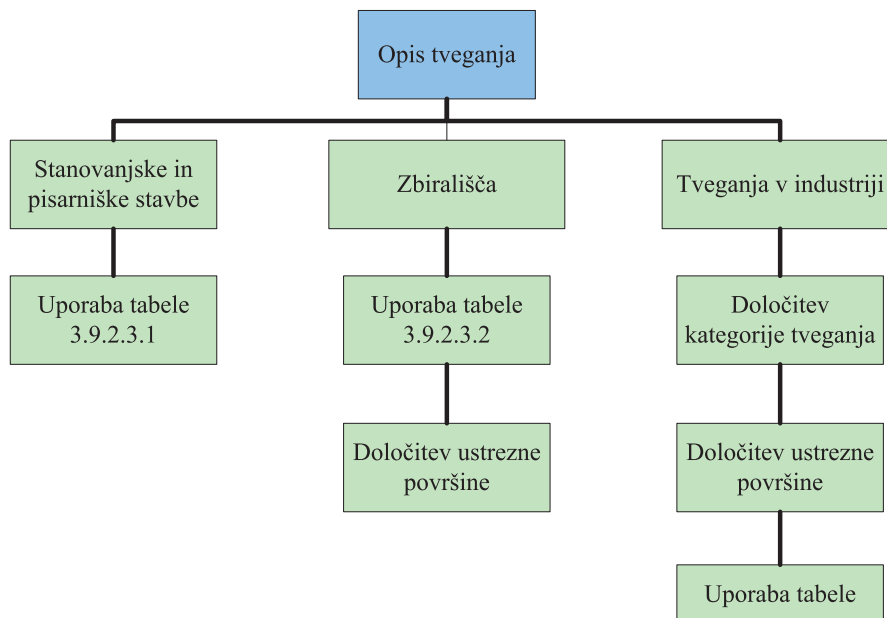 Opis tveganja
Stanovanjske in
pisarniške stavbe
Zbirališča
Tveganja v industriji
Uporaba tabele
3.9.2.3.1
Uporaba tabele
3.9.2.3.2
Določitev
kategorije tveganja
Določitev ustrezne
površine
Določitev ustrezne
površine
Uporaba tabele